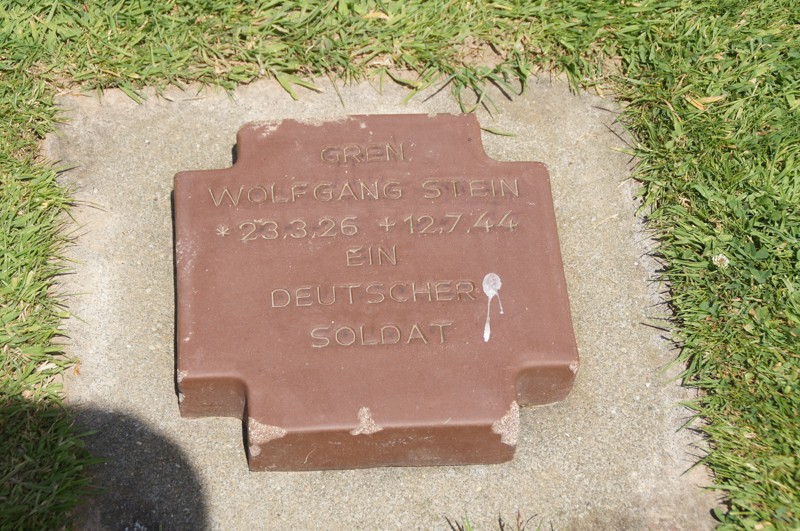 GREN.
WOLFGANG STEIN
*23.3.26 +12.7.44
EIN
DEUTSCHER
SOLDAT